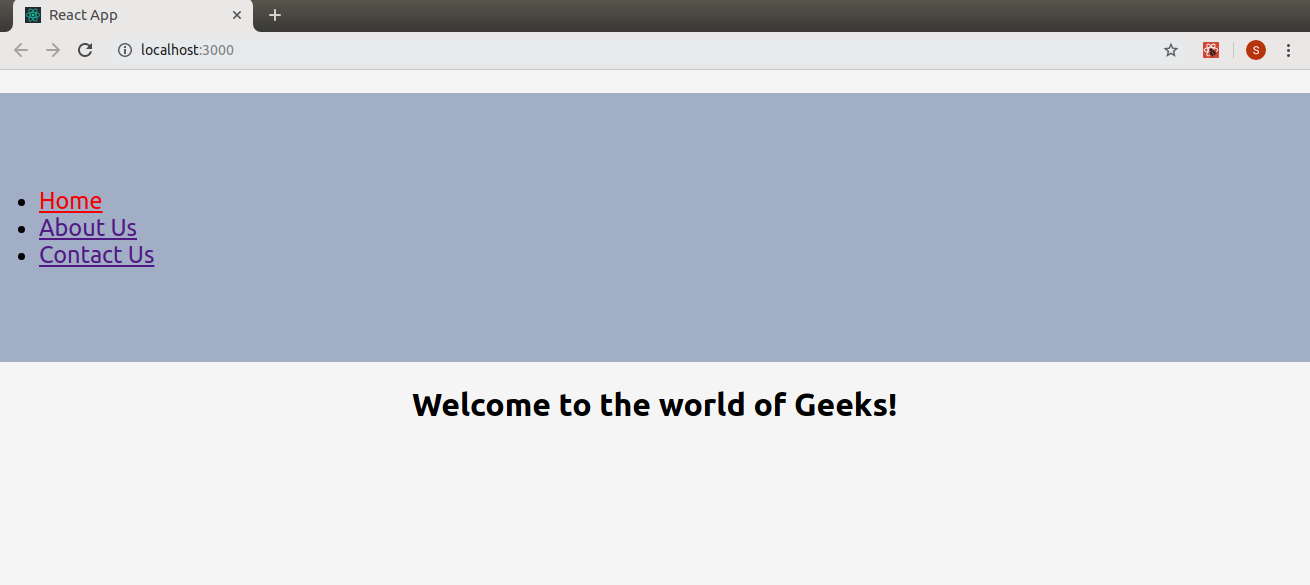 React App
localhost:3000
S
Home
About Us
Contact Us
Welcome to the world of Geeks!